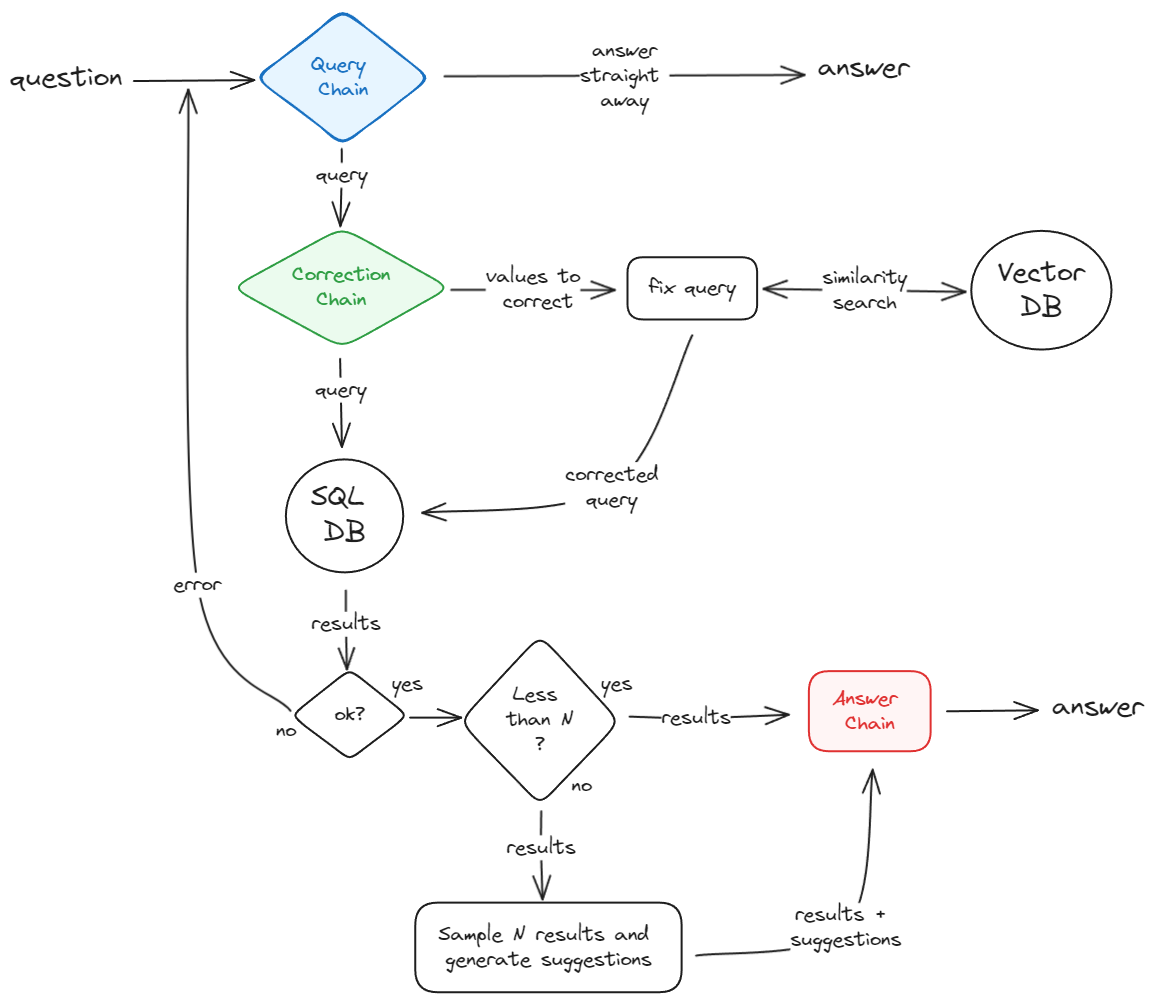 question
Query
Chain
answer
straight
away
answer
query
Correction
Chain
values to
correct
fix query
similarity
search
Vector
DB
query
corrected
query
SQL
DB
error
results
ok?
yes
no
Less
than N
?
yes
no
results
Answer
Chain
answer
results
Sample N results and
generate suggestions
results +
suggestions